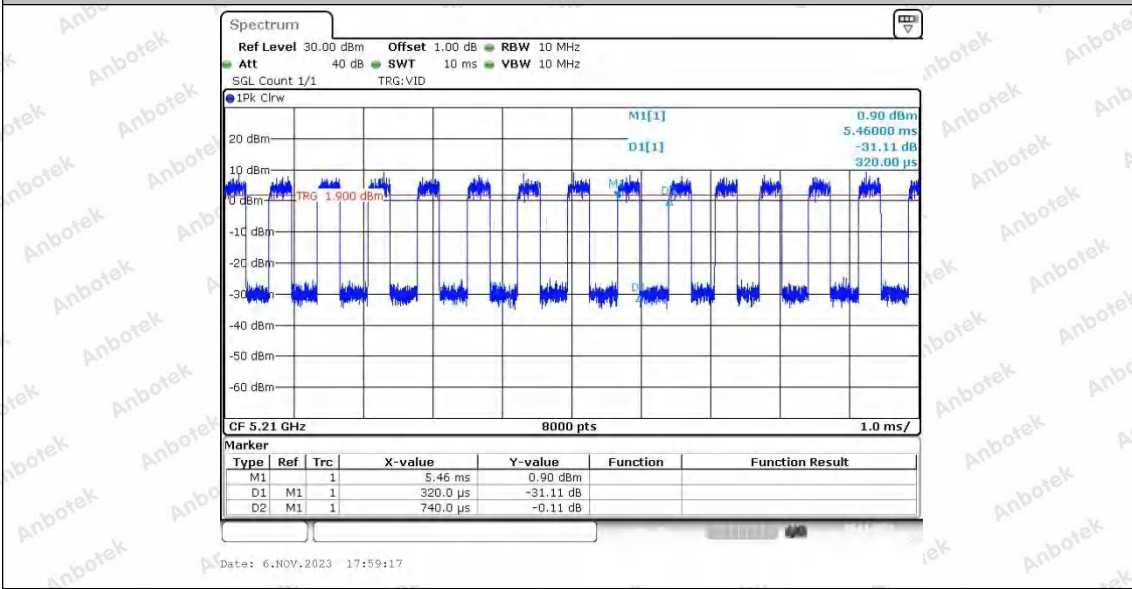 Spectrum
Ref Level 30.00 dBm Offset 1.00 dB RBW 10 MHz
Att 40 dB SWT 10 ms VBW 10 MHz
SGL Count 1/1 TRG:VID
1Pk Clrw
M1[1] 0.90 dBm
5.46000 ms
20 dBm
D1[1] -31.11 dB
320.00 µs
10 dBm
M1
0 dBm
TRG 1.900 dBm
-10 dBm
-20 dBm
-30
-40 dBm
-50 dBm
-60 dBm
CF 5.21 GHz 8000 pts 1.0 ms/
Marker
Type Ref Trc X-value Y-value Function Function Result
M1 1 5.46 ms 0.90 dBm
D1 M1 1 320.0 µs -31.11 dB
D2 M1 1 740.0 µs -0.11 dB
Date: 6.NOV.2023 17:59:17
Anbotek